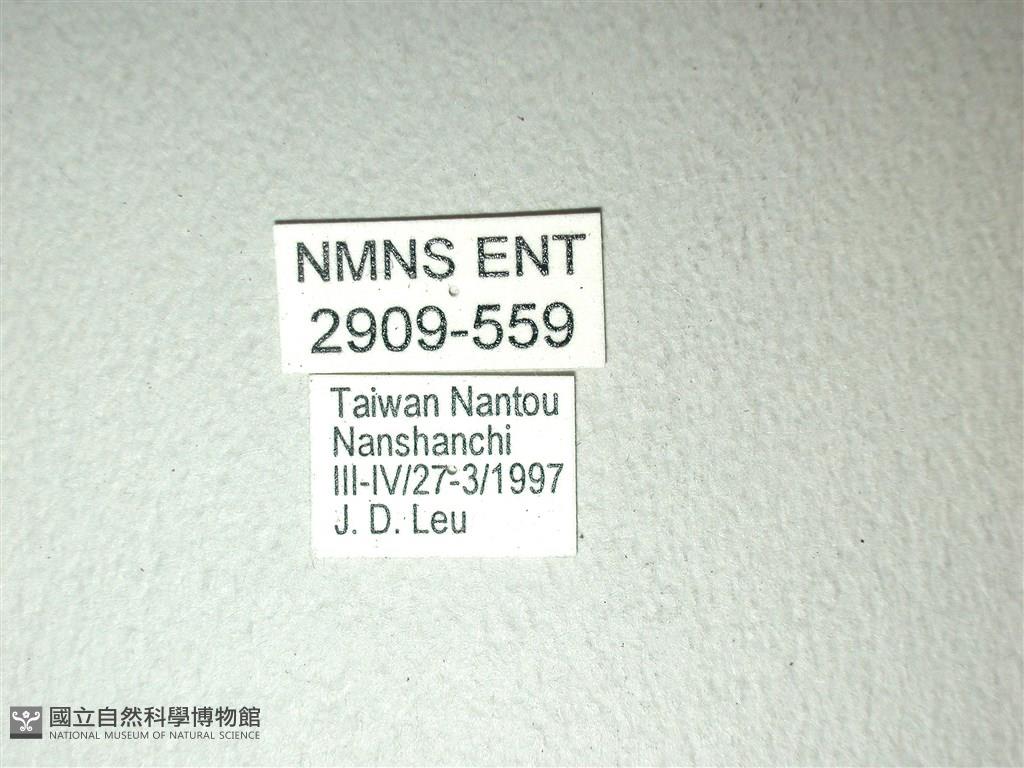 NMNS ENT
2909-559
Taiwan Nantou
Nanshanchi
III-IV/27-3/1997
J. D. Leu
國立自然科學博物館
NATIONAL MUSEUM OF NATURAL SCIENCE